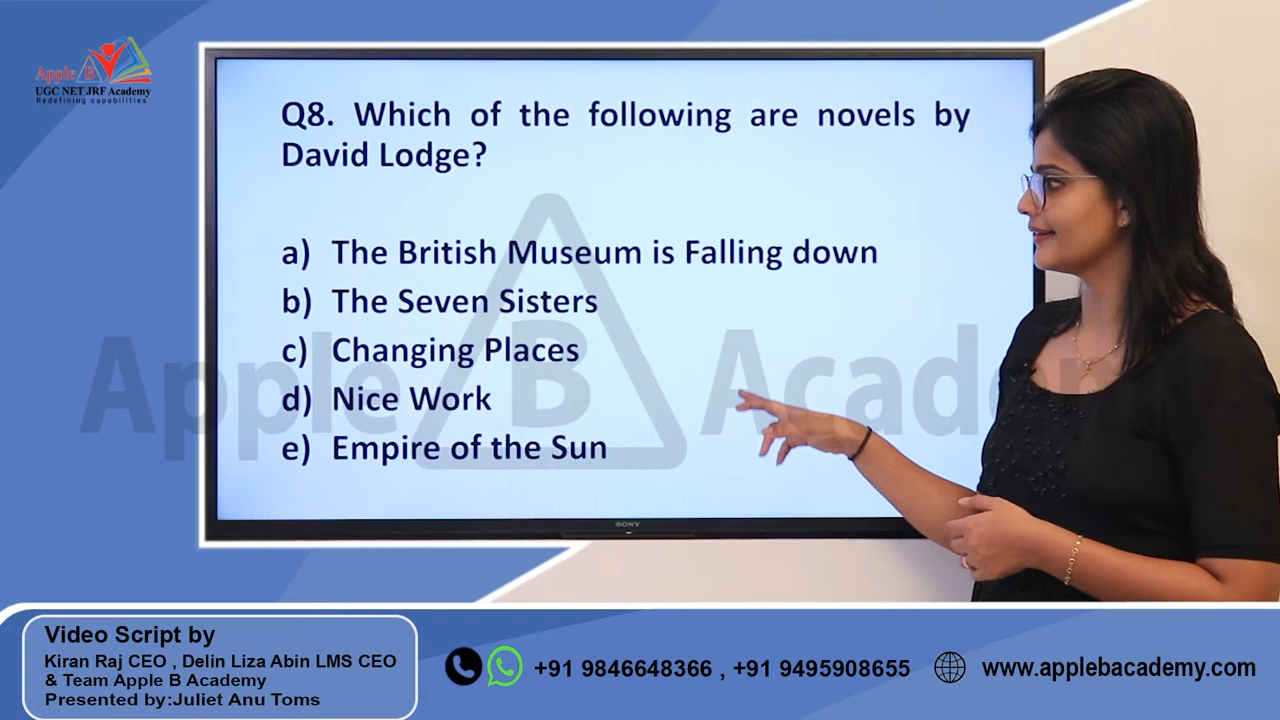 Apple B
UGC NET JRF Academy
Redefining capabilities
Q8. Which of the following are novels by
David Lodge?
a) The British Museum is Falling down
b) The Seven Sisters
c) Changing Places
d) Nice Work
e) Empire of the Sun
Apple B Academy
SONY
Video Script by
Kiran Raj CEO , Delin Liza Abin LMS CEO
& Team Apple B Academy
Presented by:Juliet Anu Toms
+91 9846648366 , +91 9495908655
www.applebacademy.com